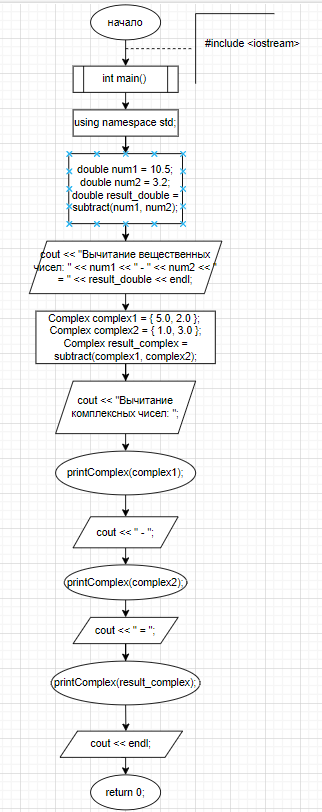 начало
#include <iostream>
int main()
using namespace std;
double num1 = 10.5;
double num2 = 3.2;
double result_double =
subtract(num1, num2);
cout << "Вычитание вещественных
чисел: " << num1 << " - " << num2 << "
= " << result_double << endl;
Complex complex1 = { 5.0, 2.0 };
Complex complex2 = { 1.0, 3.0 };
Complex result_complex =
subtract(complex1, complex2);
cout << "Вычитание
комплексных чисел: ";
printComplex(complex1);
cout << " - ";
printComplex(complex2);
cout << " = ";
printComplex(result_complex);
cout << endl;
return 0;